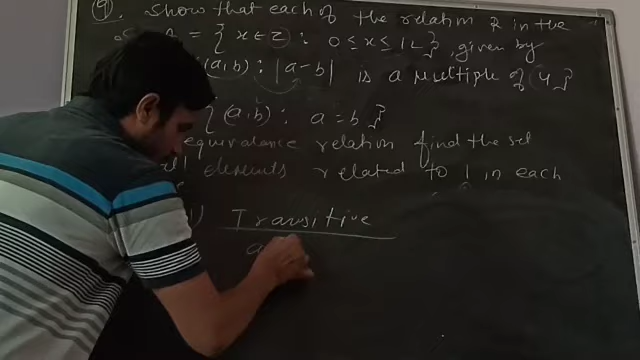 9. Show that each of the relation R in the
A = { x ∈ Z : 0 ≤ x ≤ 12 }, given by
(a,b) : |a-b| is a multiple of 4 }
{ (a,b) : a = b }
equivalance relation find the set
elements related to 1 in each
Transitive
a